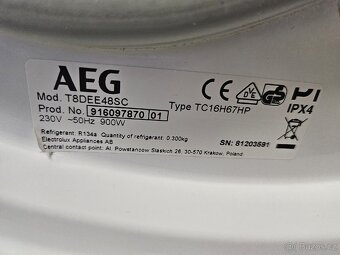 AEG
Mod. T8DEE48SC
Prod. No. 916097870 01
Type TC16H67HP
230V ~50Hz 900W
IPX4
Refrigerant R134a Quantity of refrigerant 0.300kg
Electrolux Appliances AB
Central contact point: Al. Powstancow Slaskich 26, 30-570 Krakow, Poland
SN: 81203591